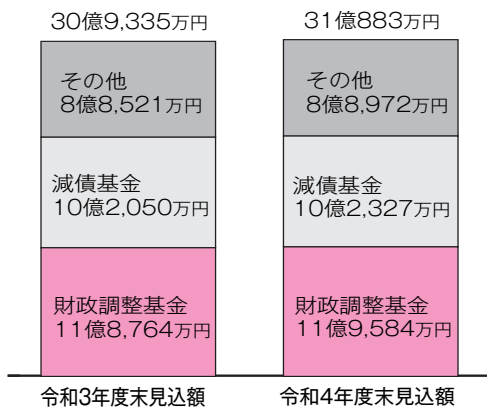 30億9,335万円
その他
8億8,521万円
減債基金
10億2,050万円
財政調整基金
11億8,764万円
令和3年度末見込額
31億883万円
その他
8億8,972万円
減債基金
10億2,327万円
財政調整基金
11億9,584万円
令和4年度末見込額